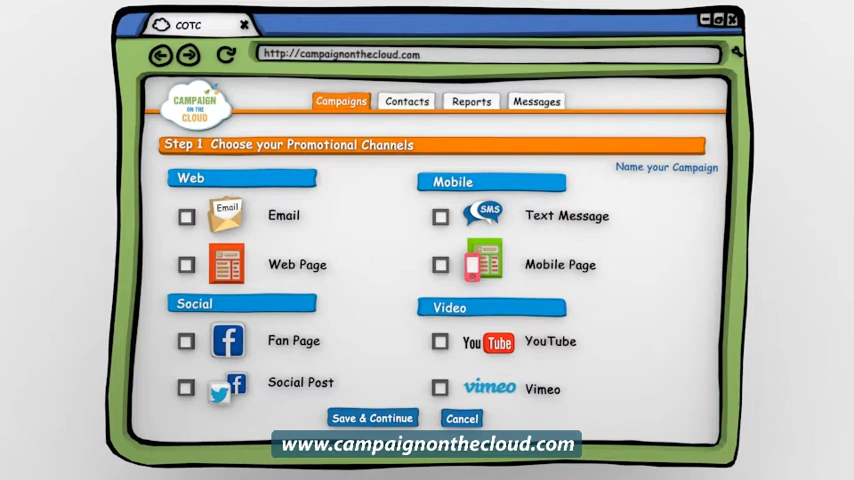 COTC
http://campaignonthecloud.com
CAMPAIGN
ON THE
CLOUD
Campaigns Contacts Reports Messages
Step 1 Choose your Promotional Channels
Name your Campaign
Web
Email
Email
Web Page
Mobile
SMS
Text Message
Mobile Page
Social
Fan Page
Social Post
Video
YouTube
YouTube
vimeo
Vimeo
Save & Continue Cancel
www.campaignonthecloud.com